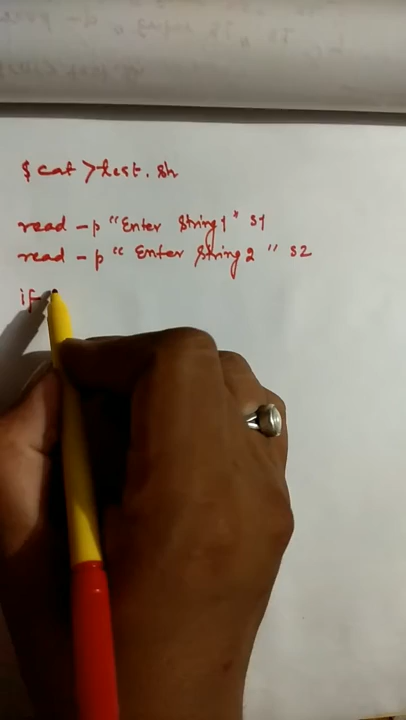 $ cat >test.sh
read -p "Enter String1" s1
read -p "Enter String2" s2
if